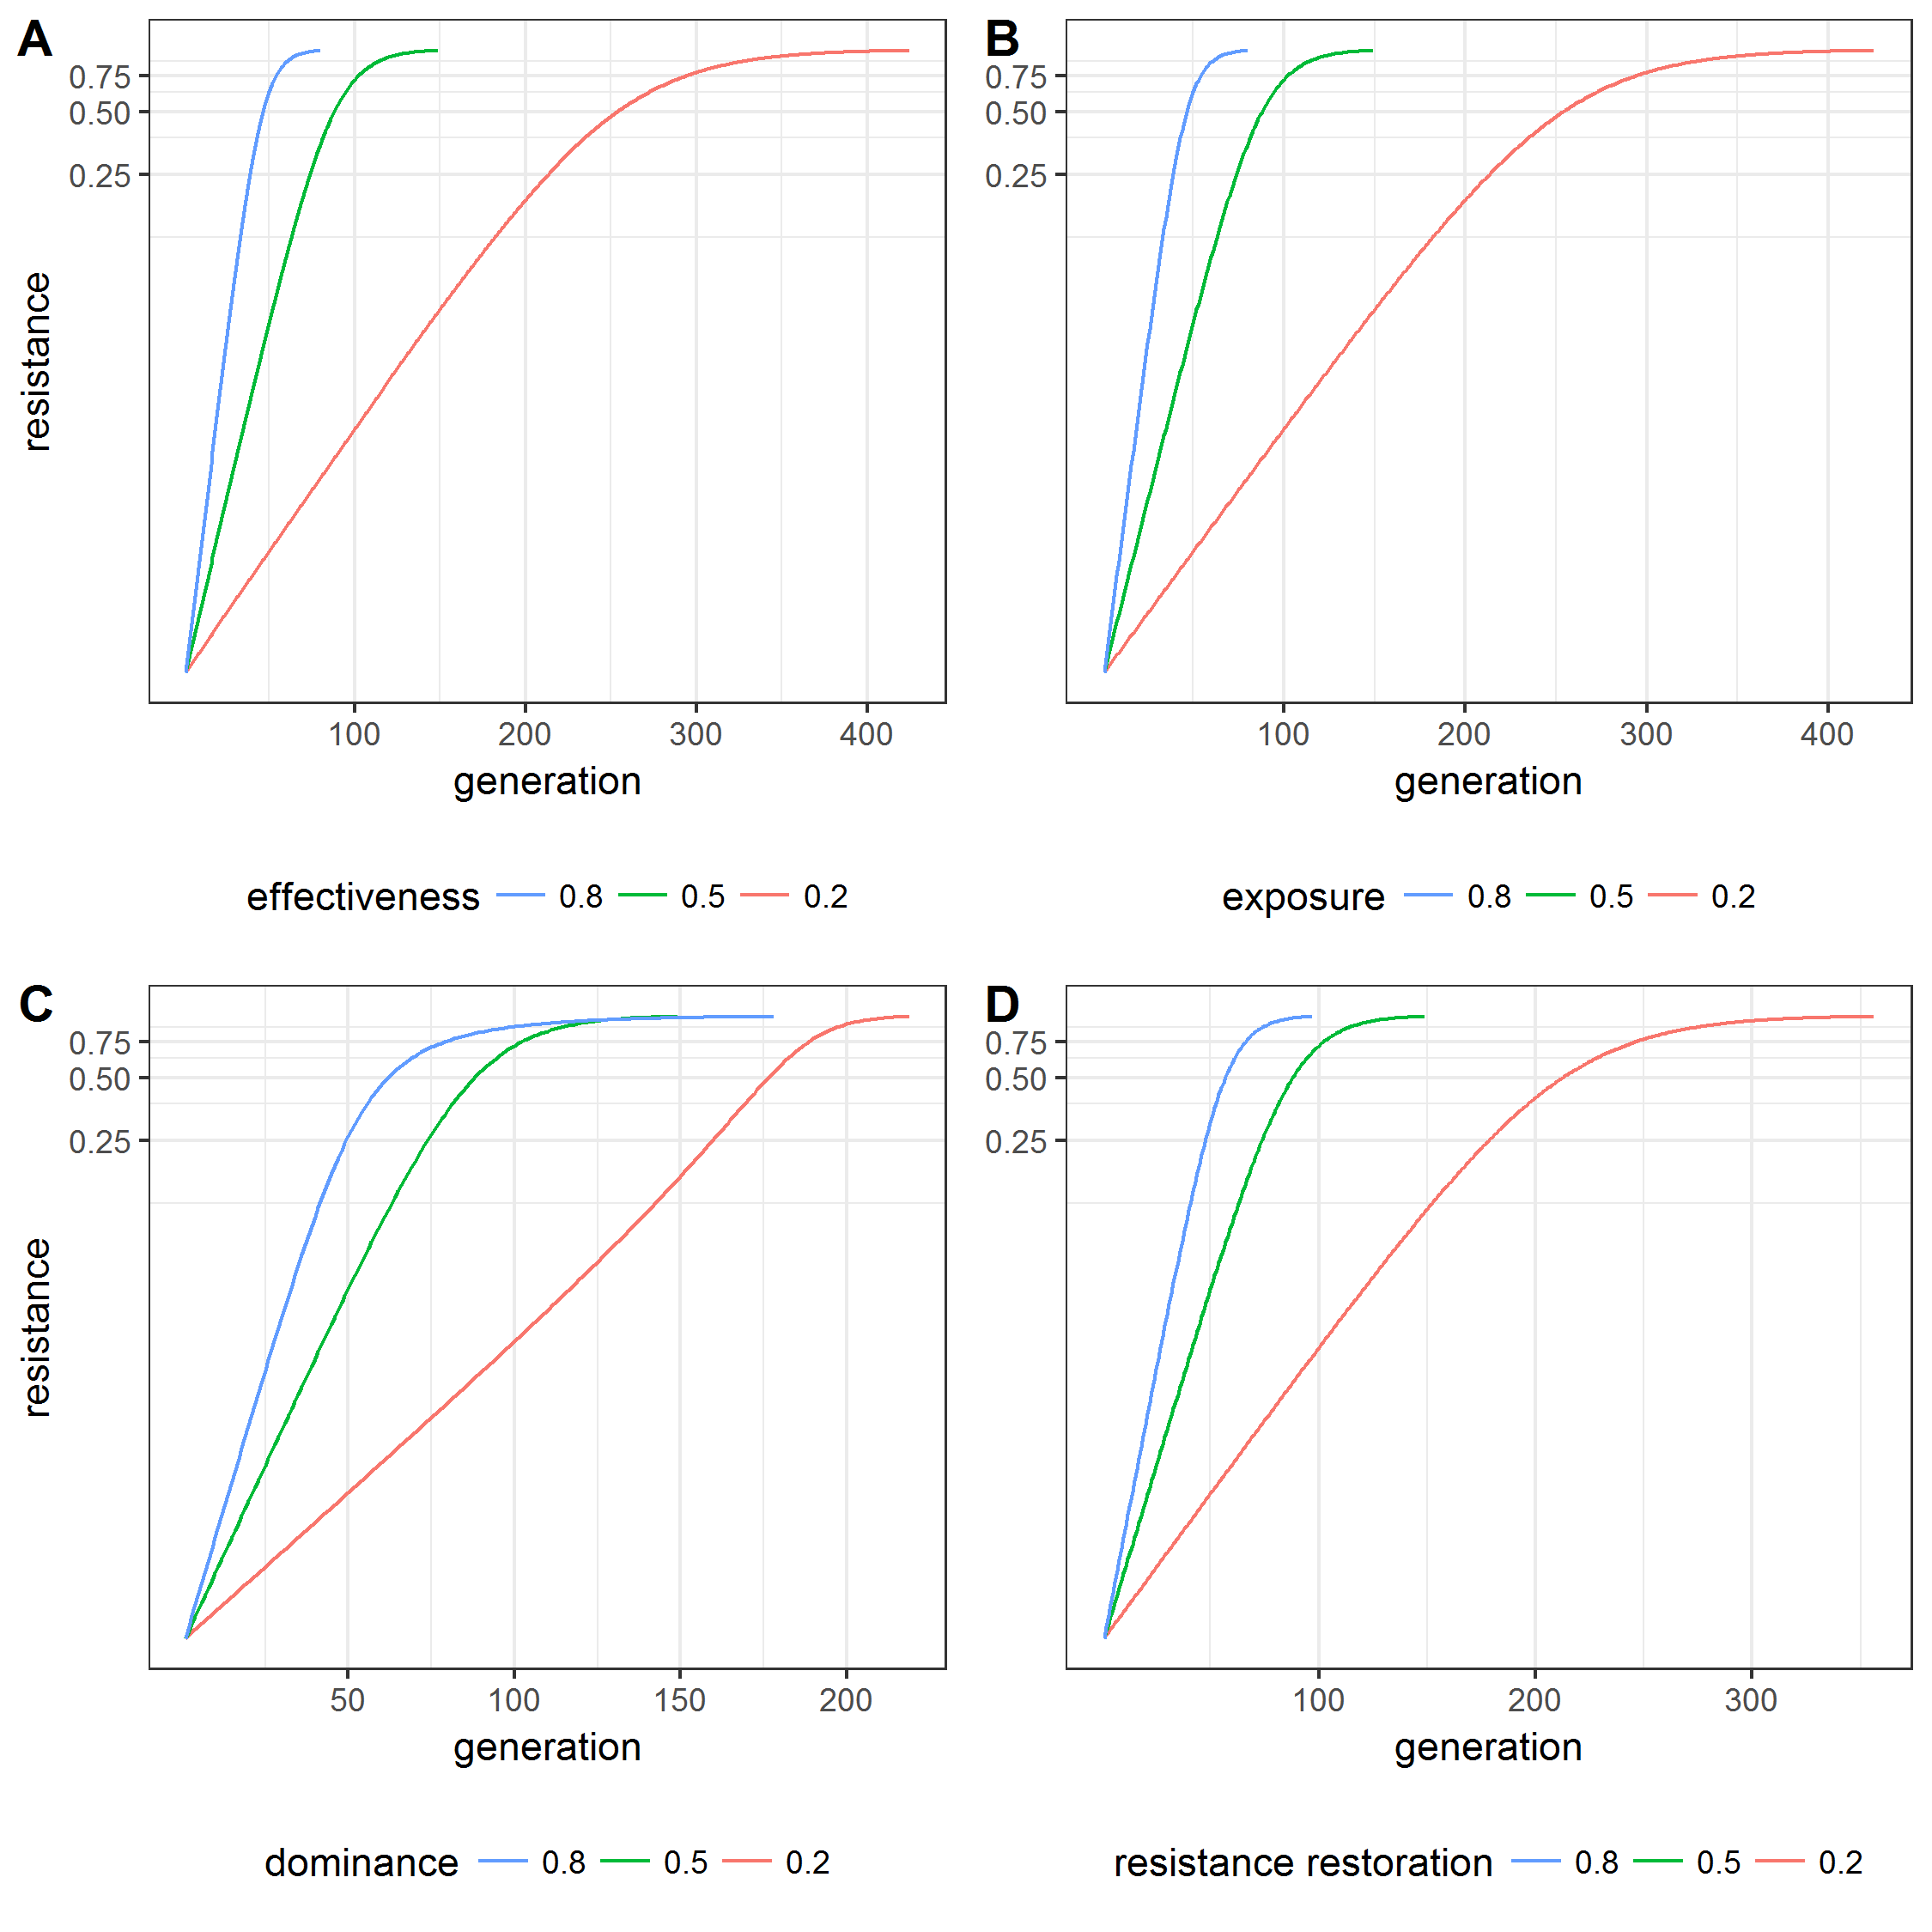 A
B
0.75
0.50
0.25
resistance
100 200 300 400
generation
effectiveness 0.8 0.5 0.2
0.75
0.50
0.25
100 200 300 400
generation
exposure 0.8 0.5 0.2
C
D
0.75
0.50
0.25
resistance
50 100 150 200
generation
dominance 0.8 0.5 0.2
0.75
0.50
0.25
100 200 300
generation
resistance restoration 0.8 0.5 0.2